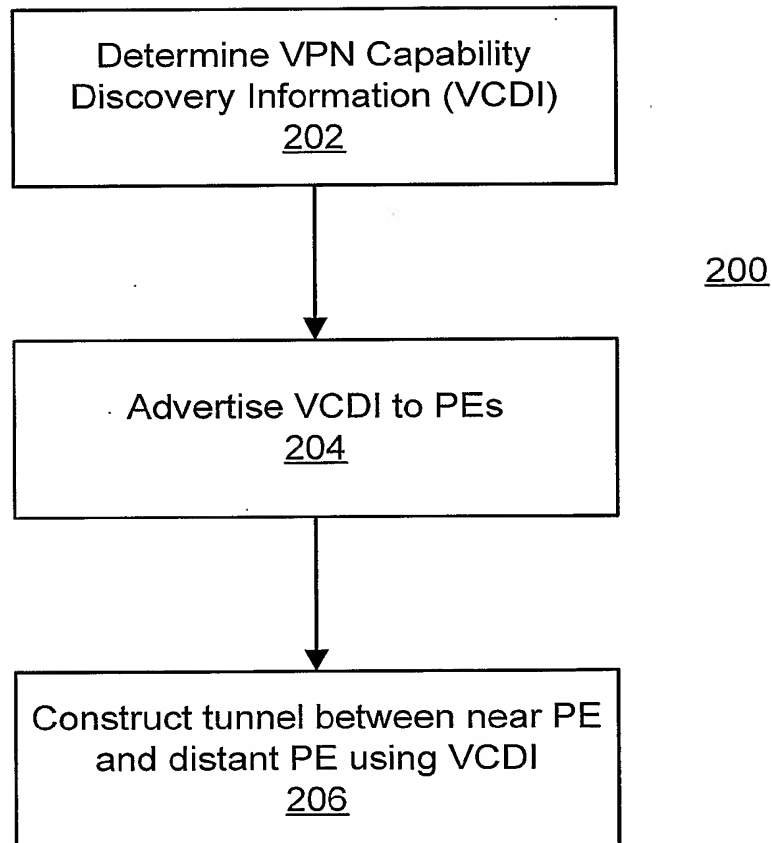 Determine VPN Capability
Discovery Information (VCDI)
202
200
Advertise VCDI to PEs
204
Construct tunnel between near PE
and distant PE using VCDI
206